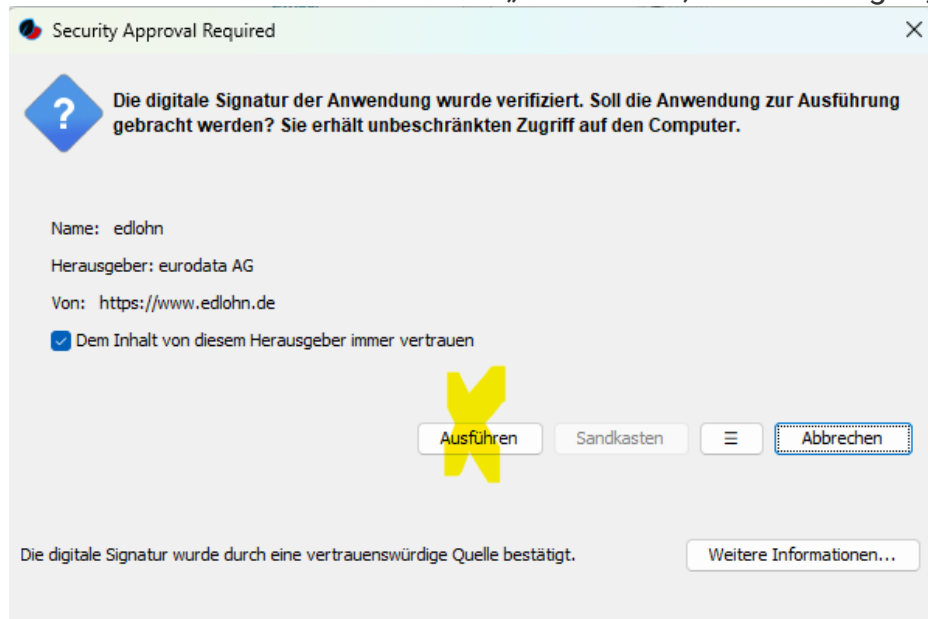 Security Approval Required
Die digitale Signatur der Anwendung wurde verifiziert. Soll die Anwendung zur Ausführung
gebracht werden? Sie erhält unbeschränkten Zugriff auf den Computer.
Name: edlohn
Herausgeber: eurodata AG
Von: https://www.edlohn.de
Dem Inhalt von diesem Herausgeber immer vertrauen
Ausführen Sandkasten ☰ Abbrechen
Die digitale Signatur wurde durch eine vertrauenswürdige Quelle bestätigt. Weitere Informationen...